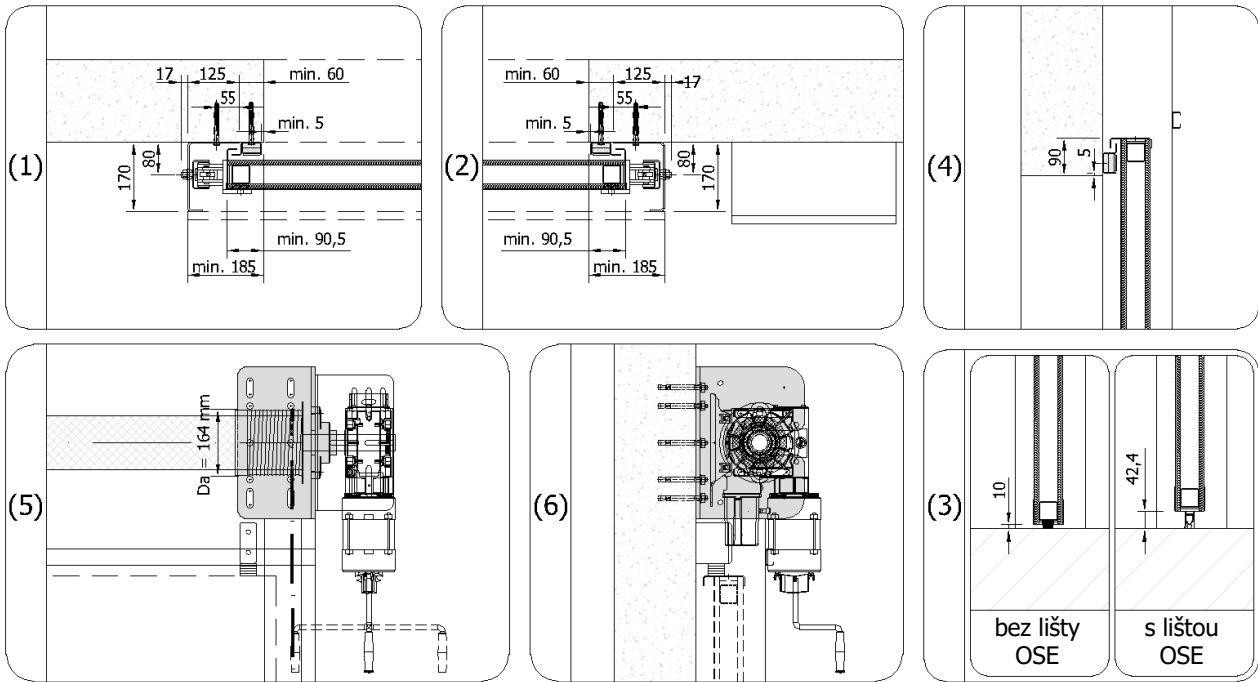 (1)
17
125
min. 60
55
min. 5
80
170
min. 90,5
min. 185
(2)
min. 60
125
17
55
min. 5
80
170
min. 90,5
min. 185
(4)
90
5
(5)
Da = 164 mm
(6)
(3)
10
42,4
bez lišty
OSE
s lištou
OSE